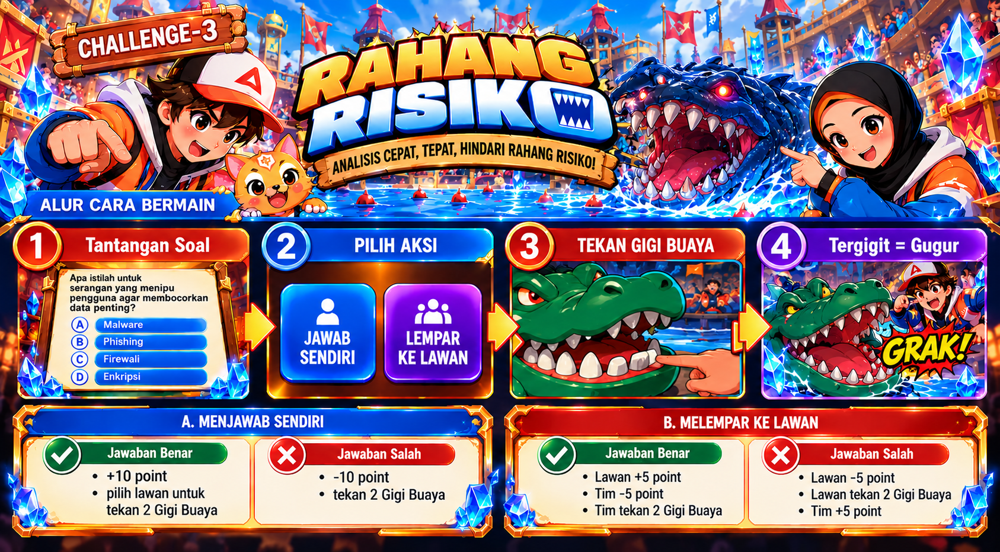 CHALLENGE-3
RAHANG
RISIKO
ANALISIS CEPAT, TEPAT, HINDARI RAHANG RISIKO!
ALUR CARA BERMAIN
1
Tantangan Soal
Apa istilah untuk
serangan yang menipu
pengguna agar membocorkan
data penting?
A Malware
B Phishing
C Firewali
D Enkripsi
2
PILIH AKSI
JAWAB
SENDIRI
LEMPAR
KE LAWAN
3
TEKAN GIGI BUAYA
4
Tergigit = Gugur
GRAK!
A. MENJAWAB SENDIRI
Jawaban Benar
• +10 point
• pilih lawan untuk
tekan 2 Gigi Buaya
Jawaban Salah
• -10 point
• tekan 2 Gigi Buaya
B. MELEMPAR KE LAWAN
Jawaban Benar
• Lawan +5 point
• Tim -5 point
• Tim tekan 2 Gigi Buaya
Jawaban Salah
• Lawan -5 point
• Lawan tekan 2 Gigi Buaya
• Tim +5 point